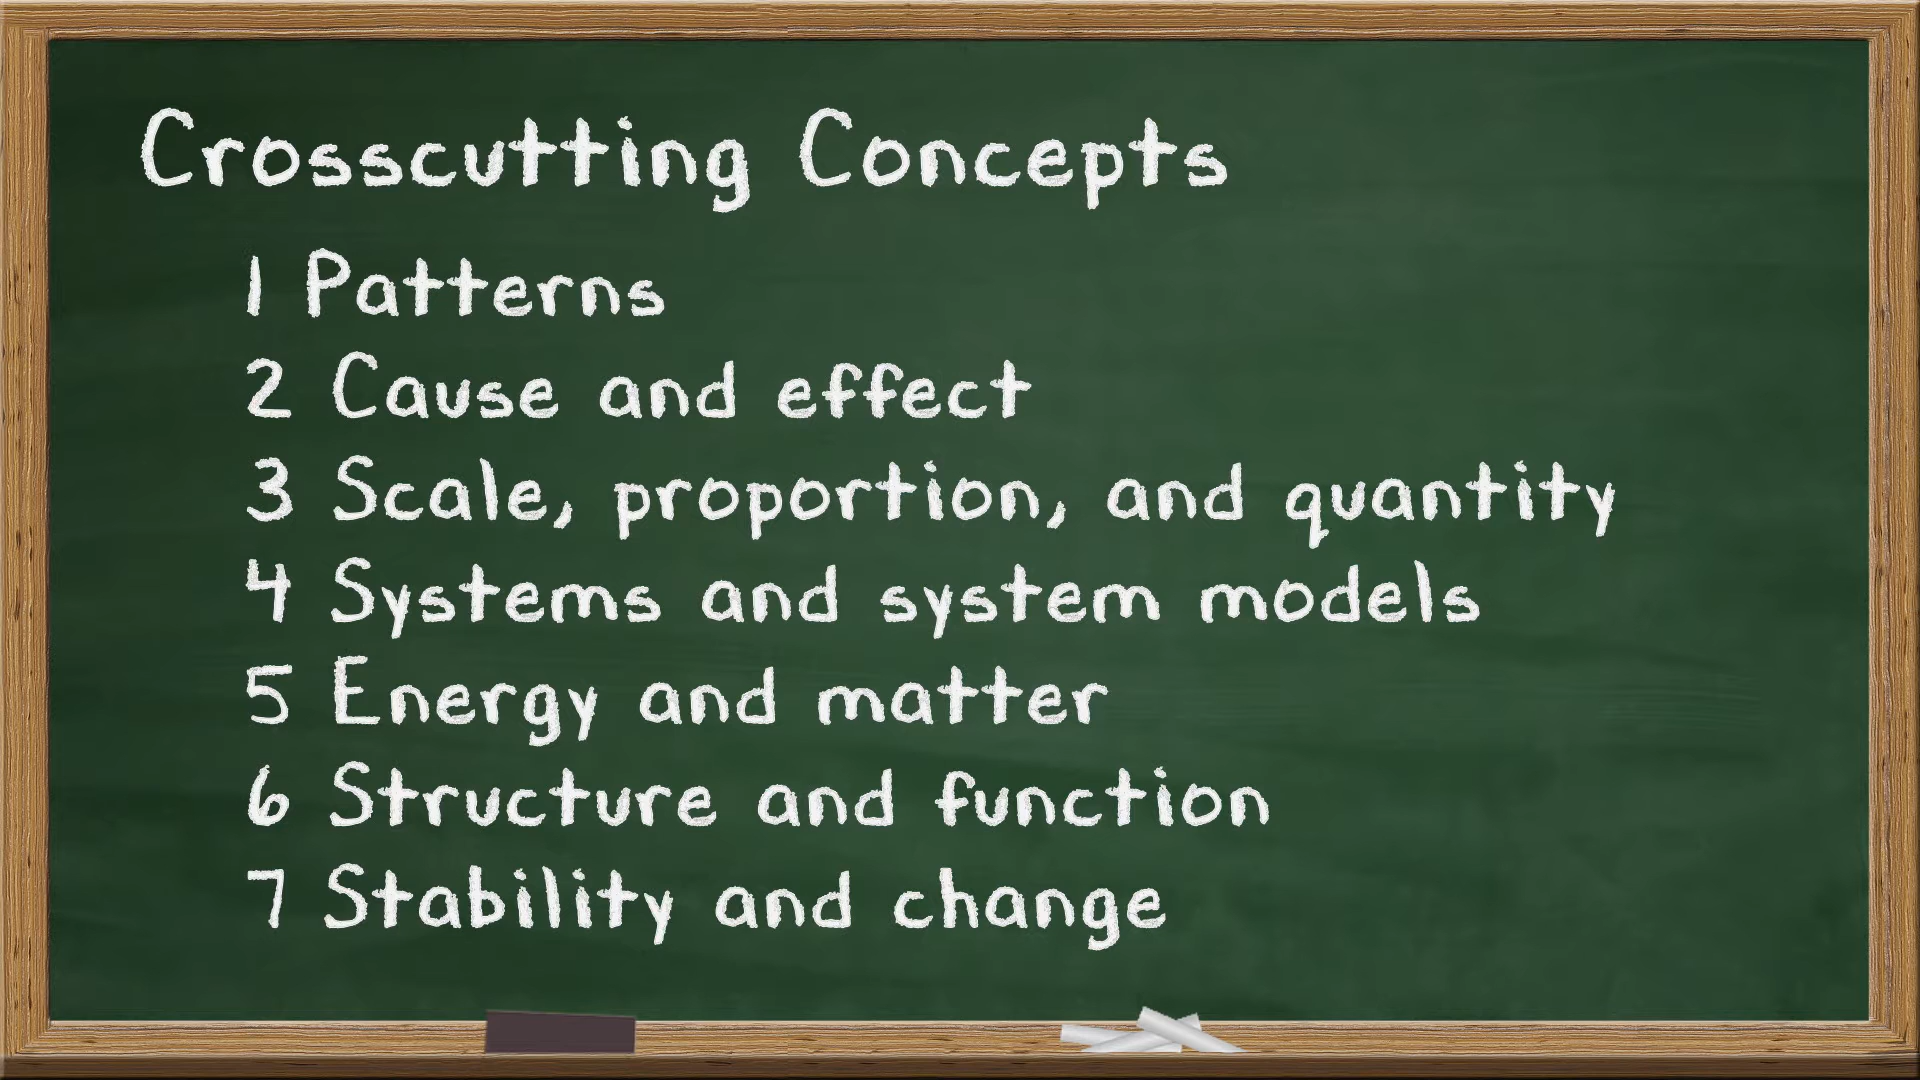 Crosscutting Concepts
1 Patterns
2 Cause and effect
3 Scale, proportion, and quantity
4 Systems and system models
5 Energy and matter
6 Structure and function
7 Stability and change